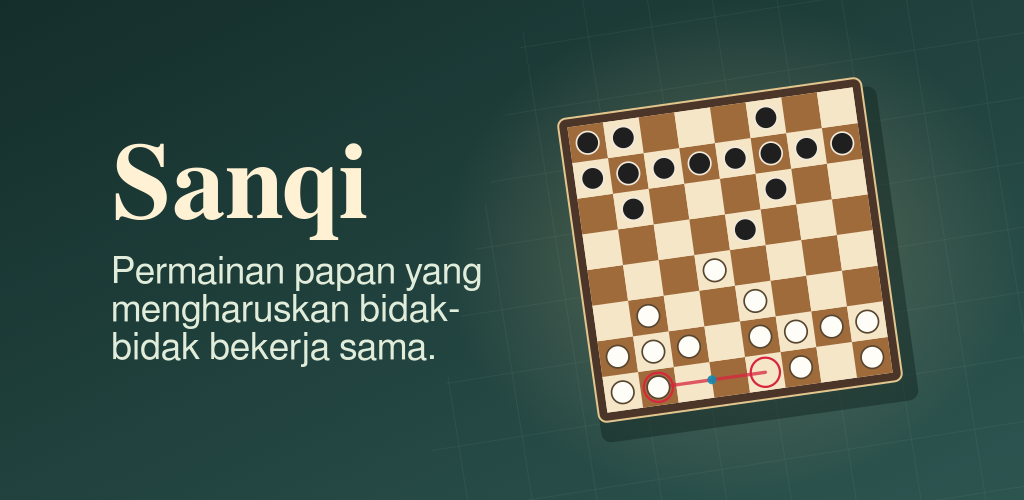 Sanqi
Permainan papan yang
mengharuskan bidak-
bidak bekerja sama.